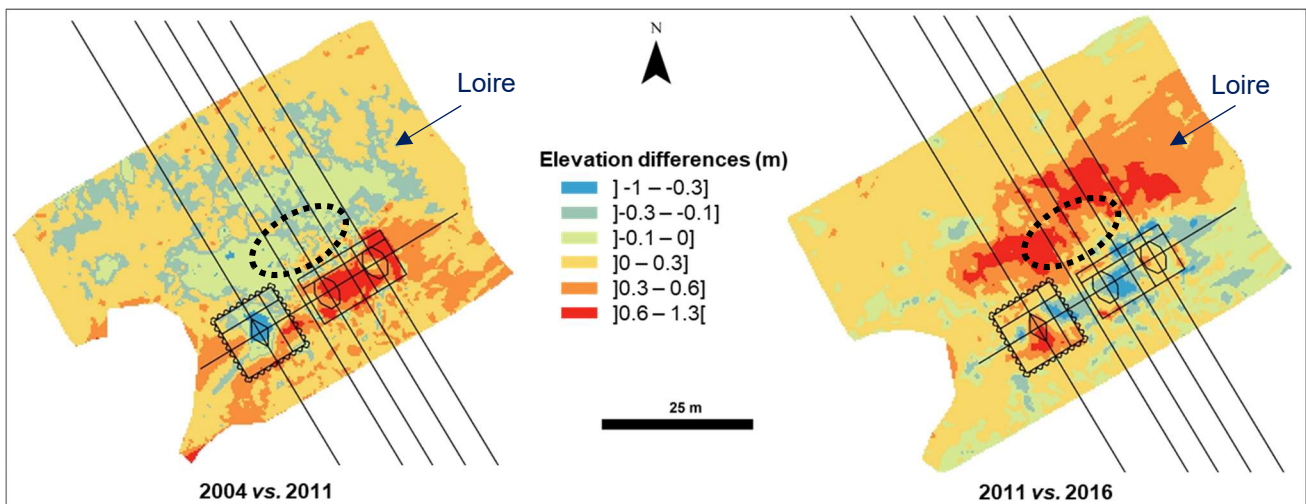 N
Loire
Loire
Elevation differences (m)
] -1 – -0.3]
]-0.3 – -0.1]
]-0.1 – 0]
]0 – 0.3]
]0.3 – 0.6]
]0.6 – 1.3[
25 m
2004 vs. 2011
2011 vs. 2016